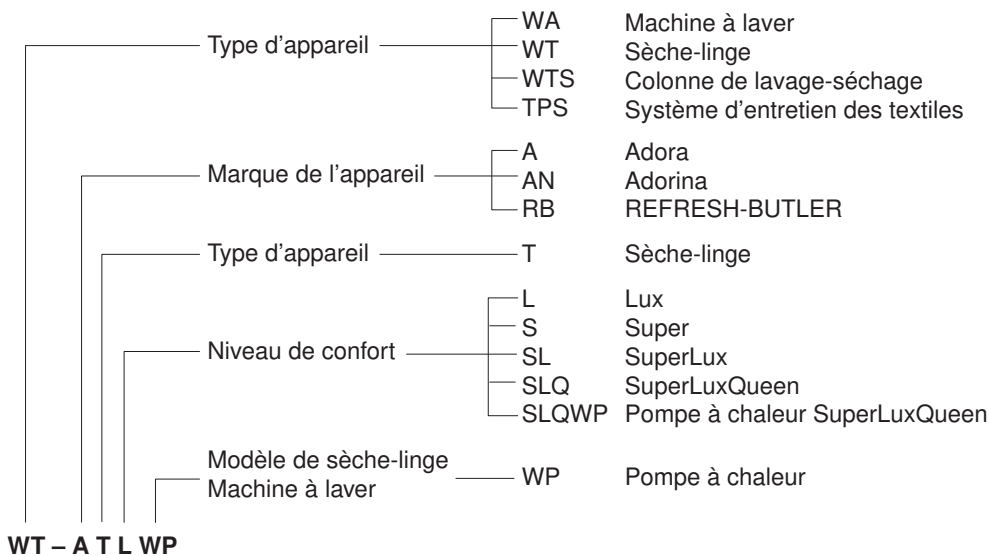 Type d'appareil
WA Machine à laver
WT Sèche-linge
WTS Colonne de lavage-séchage
TPS Système d'entretien des textiles
Marque de l'appareil
A Adora
AN Adorina
RB REFRESH-BUTLER
Type d'appareil
T Sèche-linge
Niveau de confort
L Lux
S Super
SL SuperLux
SLQ SuperLuxQueen
SLQWP Pompe à chaleur SuperLuxQueen
Modèle de sèche-linge
Machine à laver
WP Pompe à chaleur
WT – A T L WP